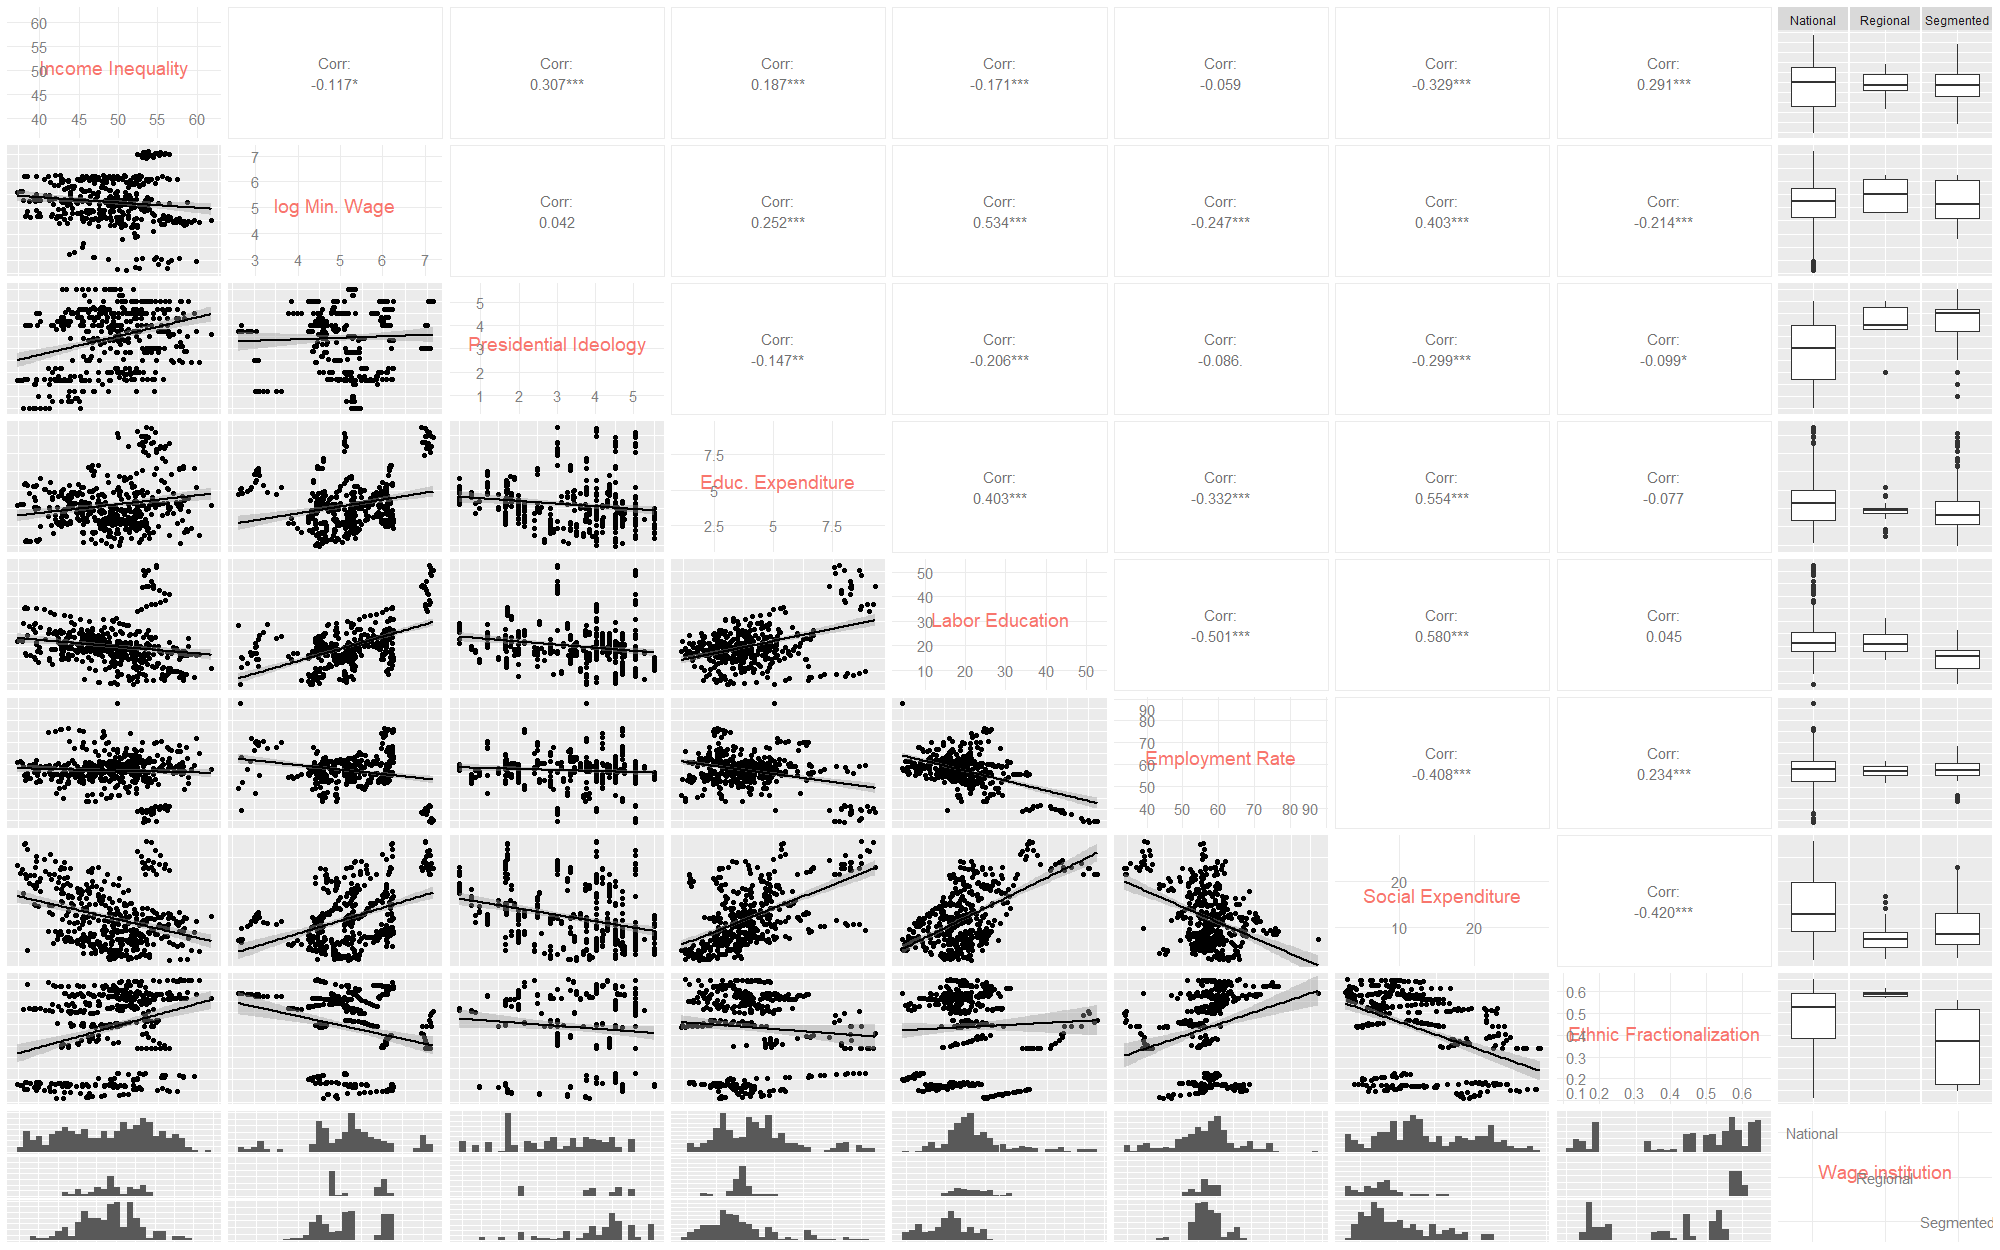 National Regional Segmented
60
55
50
45
40 45 50 55 60
Income Inequality
Corr:
-0.117*
Corr:
0.307***
Corr:
0.187***
Corr:
-0.171***
Corr:
-0.059
Corr:
-0.329***
Corr:
0.291***
7
6
5
4
3
3 4 5 6 7
log Min. Wage
Corr:
0.042
Corr:
0.252***
Corr:
0.534***
Corr:
-0.247***
Corr:
0.403***
Corr:
-0.214***
5
4
3
2
1 2 3 4 5
Presidential Ideology
Corr:
-0.147**
Corr:
-0.206***
Corr:
-0.086.
Corr:
-0.299***
Corr:
-0.099*
7.5
5
2.5 5 7.5
Educ. Expenditure
Corr:
0.403***
Corr:
-0.332***
Corr:
0.554***
Corr:
-0.077
50
40
30
20
10 20 30 40 50
Labor Education
Corr:
-0.501***
Corr:
0.580***
Corr:
0.045
90
80
70
60
50
40 50 60 70 80 90
Employment Rate
Corr:
-0.408***
Corr:
0.234***
20
10 20
Social Expenditure
Corr:
-0.420***
0.6
0.5
0.4
0.3
0.2
0.1 0.2 0.3 0.4 0.5 0.6
Ethnic Fractionalization
National
Wage institution
Regional
Segmented